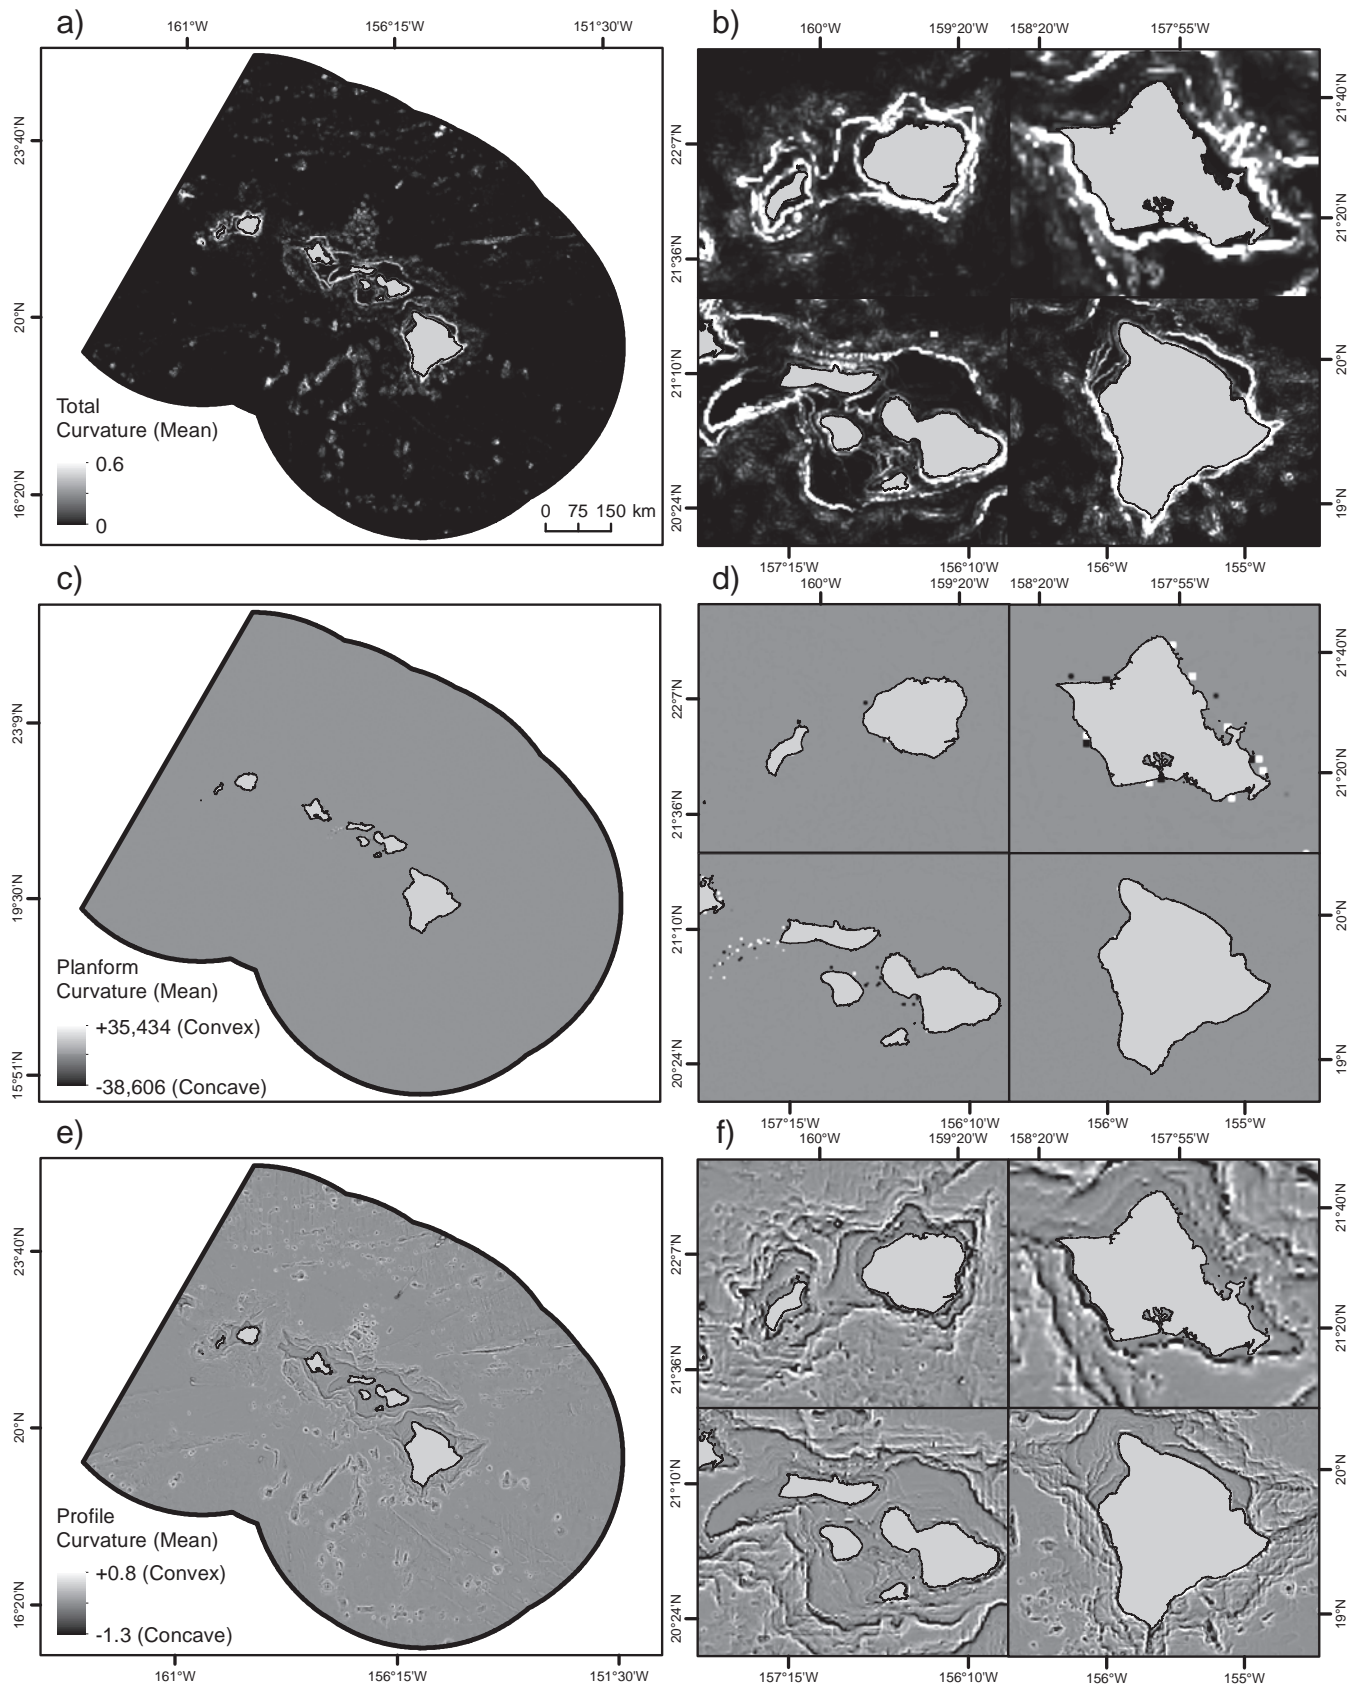 a)
161°W 156°15'W 151°30'W
23°40'N
20°N
16°20'N
Total
Curvature (Mean)
0.6
0
0 75 150 km
b)
160°W 159°20'W 158°20'W 157°55'W
22°7'N
21°36'N
21°10'N
20°24'N
21°40'N
21°20'N
20°N
19°N
157°15'W 156°10'W 156°W 155°W
c)
23°9'N
19°30'N
15°51'N
Planform
Curvature (Mean)
+35,434 (Convex)
-38,606 (Concave)
d)
160°W 159°20'W 158°20'W 157°55'W
22°7'N
21°36'N
21°10'N
20°24'N
21°40'N
21°20'N
20°N
19°N
157°15'W 156°10'W 156°W 155°W
e)
23°40'N
20°N
16°20'N
Profile
Curvature (Mean)
+0.8 (Convex)
-1.3 (Concave)
161°W 156°15'W 151°30'W
f)
160°W 159°20'W 158°20'W 157°55'W
22°7'N
21°36'N
21°10'N
20°24'N
21°40'N
21°20'N
20°N
19°N
157°15'W 156°10'W 156°W 155°W